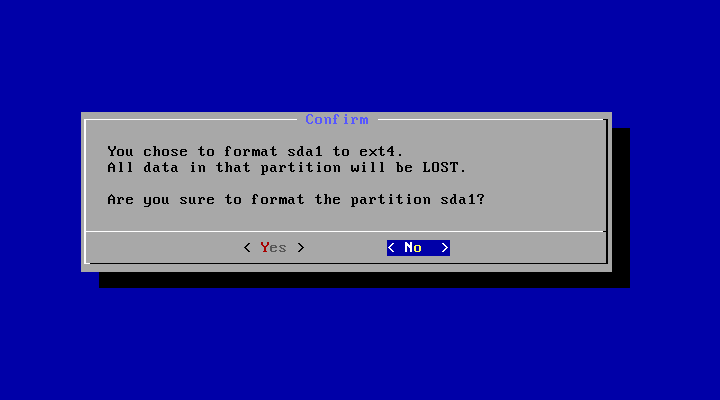 Confirm
You chose to format sda1 to ext4.
All data in that partition will be LOST.
Are you sure to format the partition sda1?
< Yes > < No >